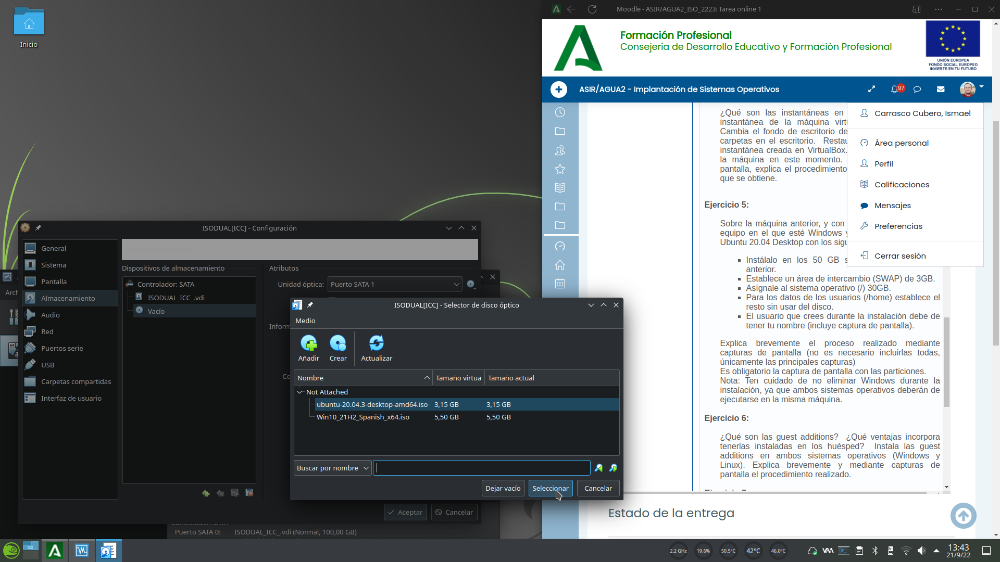 Inicio
Moodle - ASIR/AGUA2_ISO_2223: Tarea online 1
Formación Profesional
Consejería de Desarrollo Educativo y Formación Profesional
UNIÓN EUROPEA
FONDO SOCIAL EUROPEO
INVIERTE EN TU FUTURO
ASIR/AGUA2 - Implantación de Sistemas Operativos
97
Carrasco Cubero, Ismael
Área personal
Perfil
Calificaciones
Mensajes
Preferencias
Cerrar sesión
¿Qué son las instantáneas en
instantánea de la máquina virt
Cambia el fondo de escritorio de
carpetas en el escritorio. Resta
instantánea creada en VirtualBox.
la máquina en este momento.
pantalla, explica el procedimiento
que se obtiene.
Ejercicio 5:
Sobre la máquina anterior, y con
equipo en el que esté Windows y
Ubuntu 20.04 Desktop con los sigu
Instálalo en los 50 GB s
anterior.
Establece un área de intercambio (SWAP) de 3GB.
Asígnale al sistema operativo (/) 30GB.
Para los datos de los usuarios (/home) establece el
resto sin usar del disco.
El usuario que crees durante la instalación debe de
tener tu nombre (incluye captura de pantalla).
Explica brevemente el proceso realizado mediante
capturas de pantalla (no es necesario incluirlas todas,
únicamente las principales capturas)
Es obligatorio la captura de pantalla con las particiones.
Nota: Ten cuidado de no eliminar Windows durante la
instalación, ya que ambos sistemas operativos deberán de
ejecutarse en la misma máquina.
Ejercicio 6:
¿Qué son las guest additions? ¿Qué ventajas incorpora
tenerlas instaladas en los huésped? Instala las guest
additions en ambos sistemas operativos (Windows y
Linux). Explica brevemente y mediante capturas de
pantalla el procedimiento realizado.
Estado de la entrega
ISODUAL[ICC] - Configuración
General
Sistema
Pantalla
Almacenamiento
Audio
Red
Puertos serie
USB
Carpetas compartidas
Interfaz de usuario
Dispositivos de almacenamiento
Controlador: SATA
ISODUAL_ICC_.vdi
Vacío
Atributos
Unidad óptica: Puerto SATA 1
Inform
Co
Aceptar
Cancelar
Arch
64
ISODUAL[ICC] - Selector de disco óptico
Medio
Añadir
Crear
Actualizar
Nombre Tamaño virtua Tamaño actual
Not Attached
ubuntu-20.04.3-desktop-amd64.iso 3,15 GB 3,15 GB
Win10_21H2_Spanish_x64.iso 5,50 GB 5,50 GB
Buscar por nombre
Dejar vacío
Seleccionar
Cancelar
Puerto SATA 0: ISODUAL_ICC_.vdi (Normal, 100,00 GB)
2,2 GHz
19,6%
50,5°C
42°C
46,0°C
13:43
21/9/22